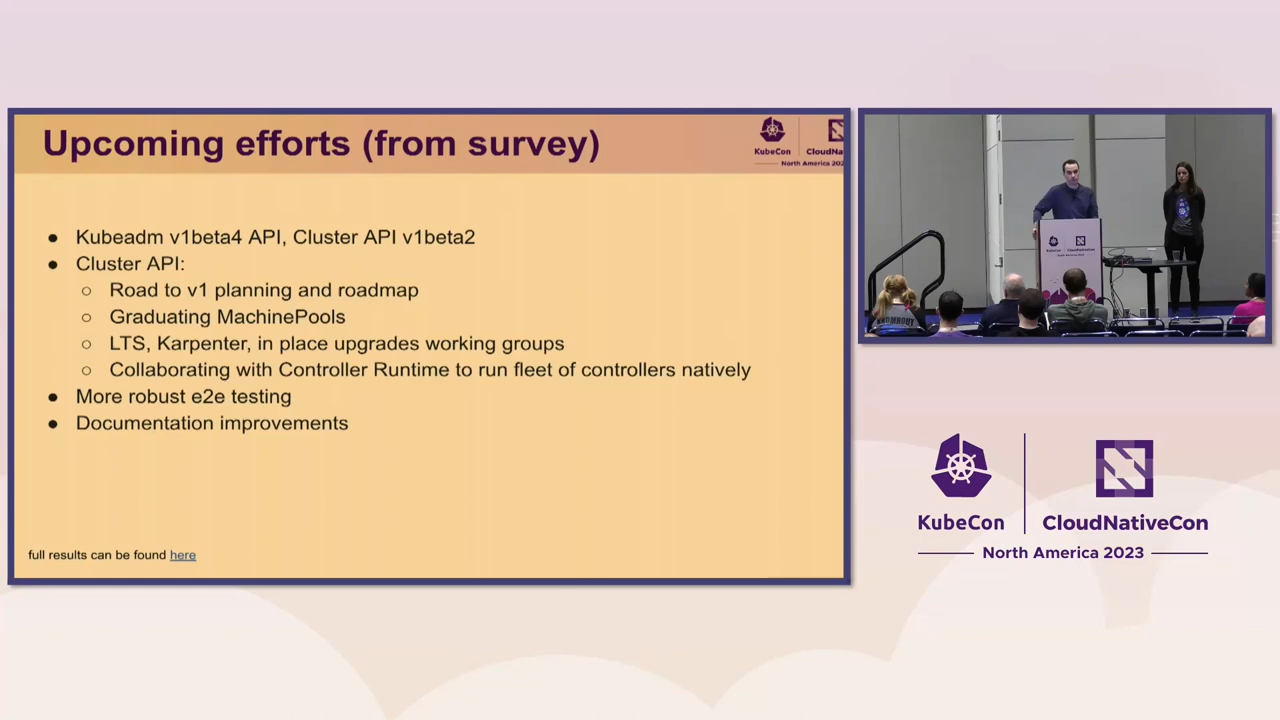 Upcoming efforts (from survey)
KubeCon
North America
● Kubeadm v1beta4 API, Cluster API v1beta2
● Cluster API:
○ Road to v1 planning and roadmap
○ Graduating MachinePools
○ LTS, Karpenter, in place upgrades working groups
○ Collaborating with Controller Runtime to run fleet of controllers natively
● More robust e2e testing
● Documentation improvements
full results can be found here
KubeCon
CloudNativeCon
North America 2023